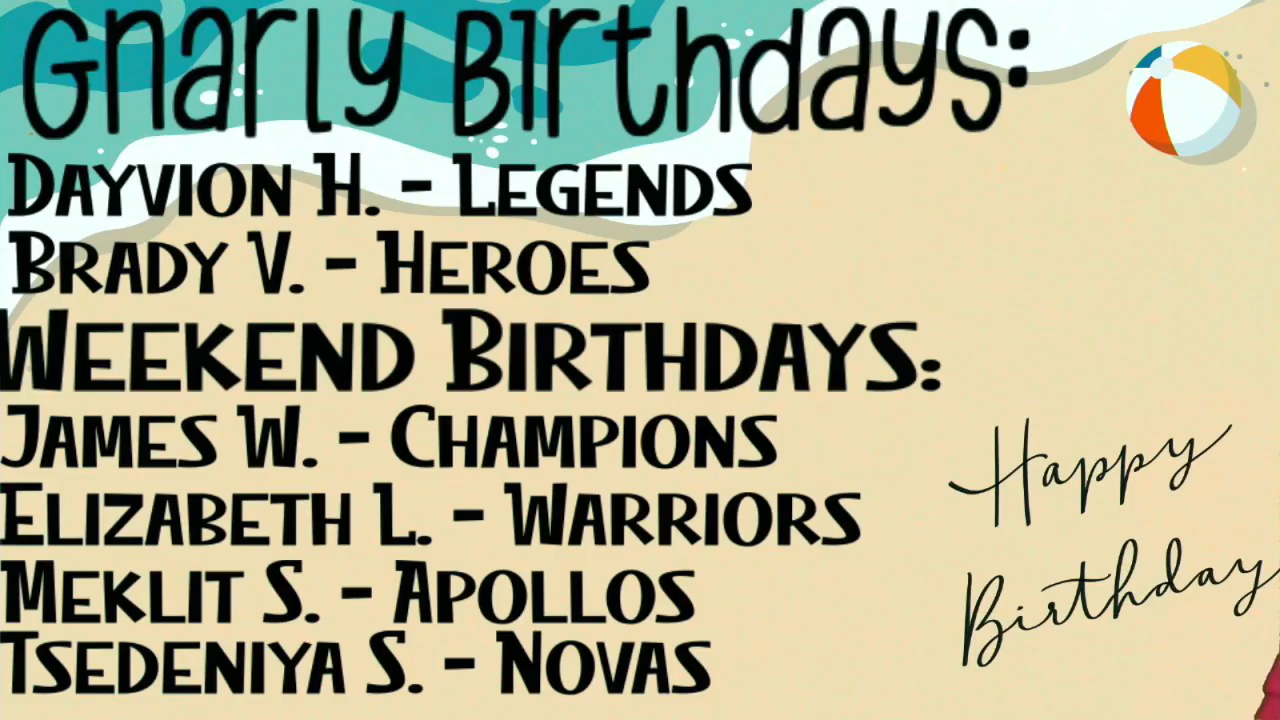 Gnarly Birthdays:
Dayvion H. - Legends
Brady V. - Heroes
Weekend Birthdays:
James W. - Champions
Elizabeth L. - Warriors
Meklit S. - Apollos
Tsedeniya S. - Novas
Happy
Birthday